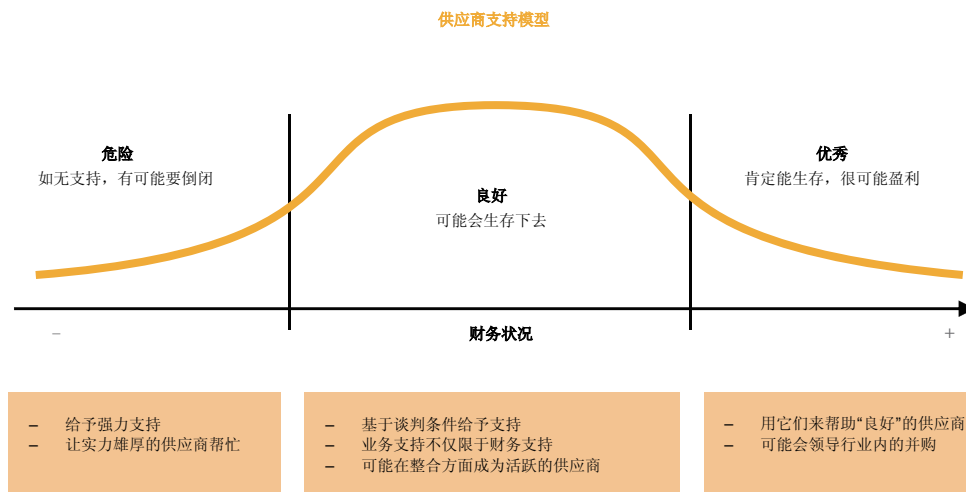 供应商支持模型
危险
如无支持，有可能要倒闭
良好
可能会生存下去
优秀
肯定能生存，很可能盈利
–
财务状况
+
– 给予强力支持
– 让实力雄厚的供应商帮忙
– 基于谈判条件给予支持
– 业务支持不仅限于财务支持
– 可能在整合方面成为活跃的供应商
– 用它们来帮助“良好”的供应商
– 可能会领导行业内的并购